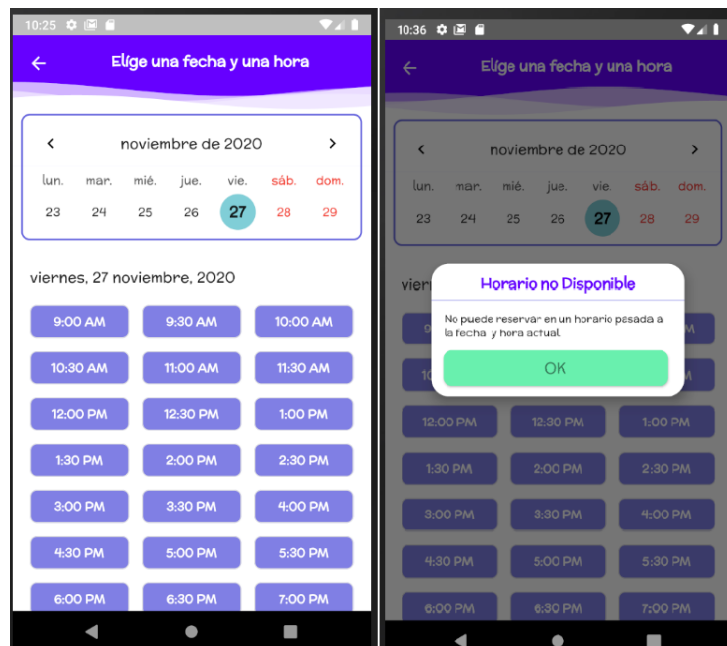 10:25
Elíge una fecha y una hora
noviembre de 2020
lun. mar. mié. jue. vie. sáb. dom.
23 24 25 26 27 28 29
viernes, 27 noviembre, 2020
9:00 AM 9:30 AM 10:00 AM
10:30 AM 11:00 AM 11:30 AM
12:00 PM 12:30 PM 1:00 PM
1:30 PM 2:00 PM 2:30 PM
3:00 PM 3:30 PM 4:00 PM
4:30 PM 5:00 PM 5:30 PM
6:00 PM 6:30 PM 7:00 PM
10:36
Elíge una fecha y una hora
noviembre de 2020
lun. mar. mié. jue. vie. sáb. dom.
23 24 25 26 27 28 29
Horario no Disponible
No puede reservar en un horario pasada a
la fecha y hora actual
OK
12:00 PM 12:30 PM 1:00 PM
1:30 PM 2:00 PM 2:30 PM
3:00 PM 3:30 PM 4:00 PM
4:30 PM 5:00 PM 5:30 PM
6:00 PM 6:30 PM 7:00 PM